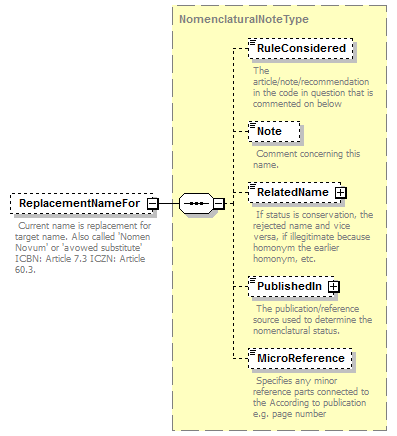 NomenclaturalNoteType
RuleConsidered
The
article/note/recommendation
in the code in question that is
commented on below
Note
Comment concerning this
name.
RelatedName
If status is conservation, the
rejected name and vice
versa, if illegitimate because
homonym the earlier
homonym, etc.
ReplacementNameFor
Current name is replacement for
target name. Also called 'Nomen
Novum' or 'avowed substitute'
ICBN: Article 7.3 ICZN: Article
60.3.
PublishedIn
The publication/reference
source used to determine the
nomenclatural status.
MicroReference
Specifies any minor
reference parts connected to
the According to publication
e.g. page number